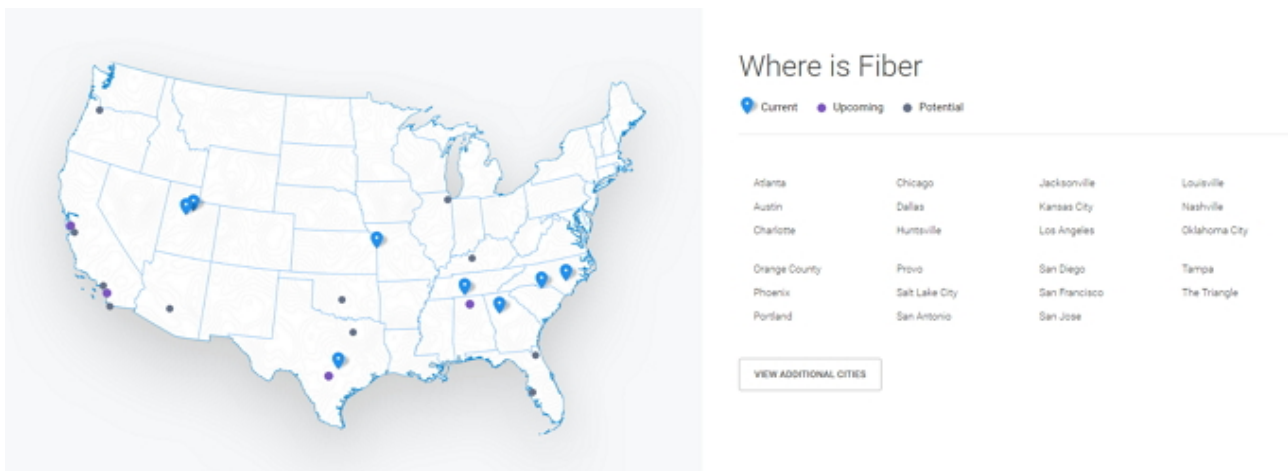 Where is Fiber
Current Upcoming Potential
Atlanta Chicago Jacksonville Louisville
Austin Dallas Kansas City Nashville
Charlotte Huntsville Los Angeles Oklahoma City
Orange County Provo San Diego Tampa
Phoenix Salt Lake City San Francisco The Triangle
Portland San Antonio San Jose
VIEW ADDITIONAL CITIES